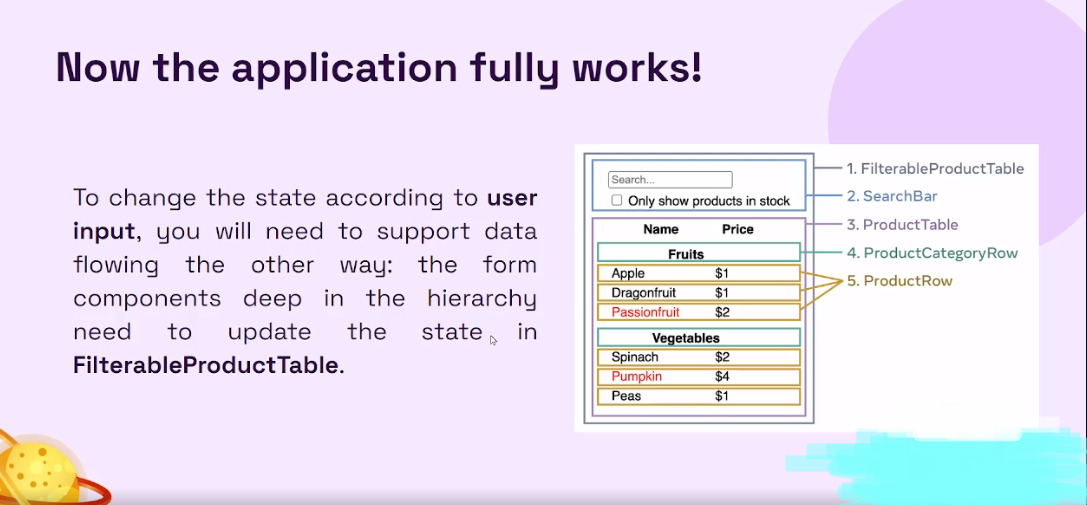 Now the application fully works!
To change the state according to user
input, you will need to support data
flowing the other way: the form
components deep in the hierarchy
need to update the state in
FilterableProductTable.
Search...
Only show products in stock
Name Price
Fruits
Apple $1
Dragonfruit $1
Passionfruit $2
Vegetables
Spinach $2
Pumpkin $4
Peas $1
1. FilterableProductTable
2. SearchBar
3. ProductTable
4. ProductCategoryRow
5. ProductRow